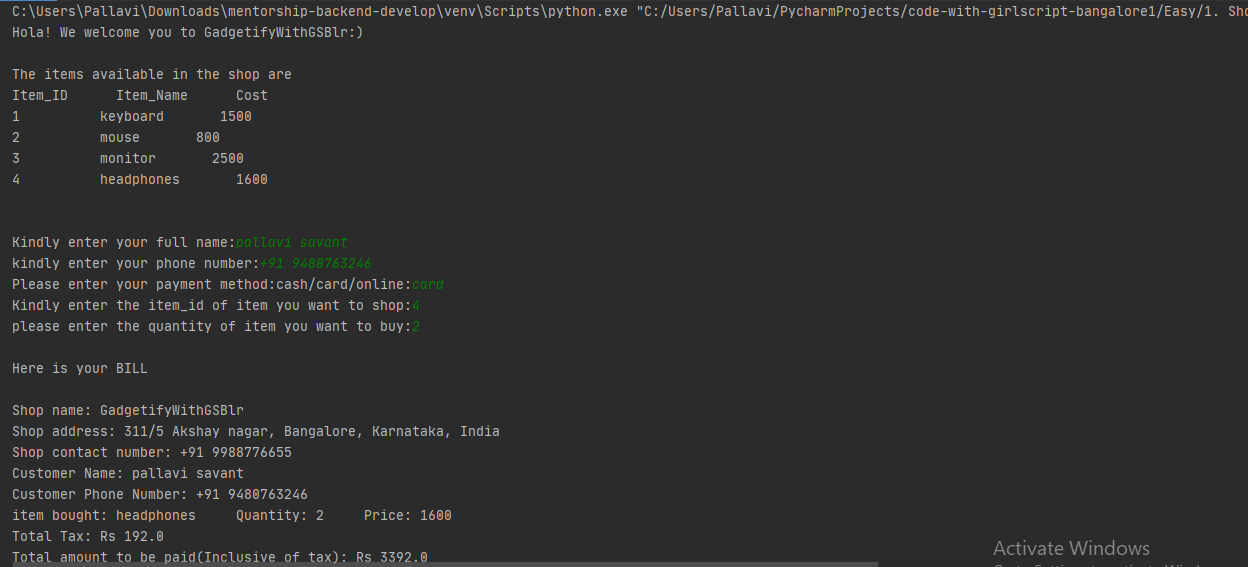 C:\Users\Pallavi\Downloads\mentorship-backend-develop\venv\Scripts\python.exe "C:/Users/Pallavi/PycharmProjects/code-with-girlscript-bangalore1/Easy/1. Sho
Hola! We welcome you to GadgetifyWithGSBlr:)
The items available in the shop are
Item_ID      Item_Name      Cost
1          keyboard       1500
2          mouse       800
3          monitor       2500
4          headphones       1600
Kindly enter your full name:pallavi savant
kindly enter your phone number:+91 9480763246
Please enter your payment method:cash/card/online:card
Kindly enter the item_id of item you want to shop:4
please enter the quantity of item you want to buy:2
Here is your BILL
Shop name: GadgetifyWithGSBlr
Shop address: 311/5 Akshay nagar, Bangalore, Karnataka, India
Shop contact number: +91 9988776655
Customer Name: pallavi savant
Customer Phone Number: +91 9480763246
item bought: headphones     Quantity: 2     Price: 1600
Total Tax: Rs 192.0
Total amount to be paid(Inclusive of tax): Rs 3392.0
Activate Windows